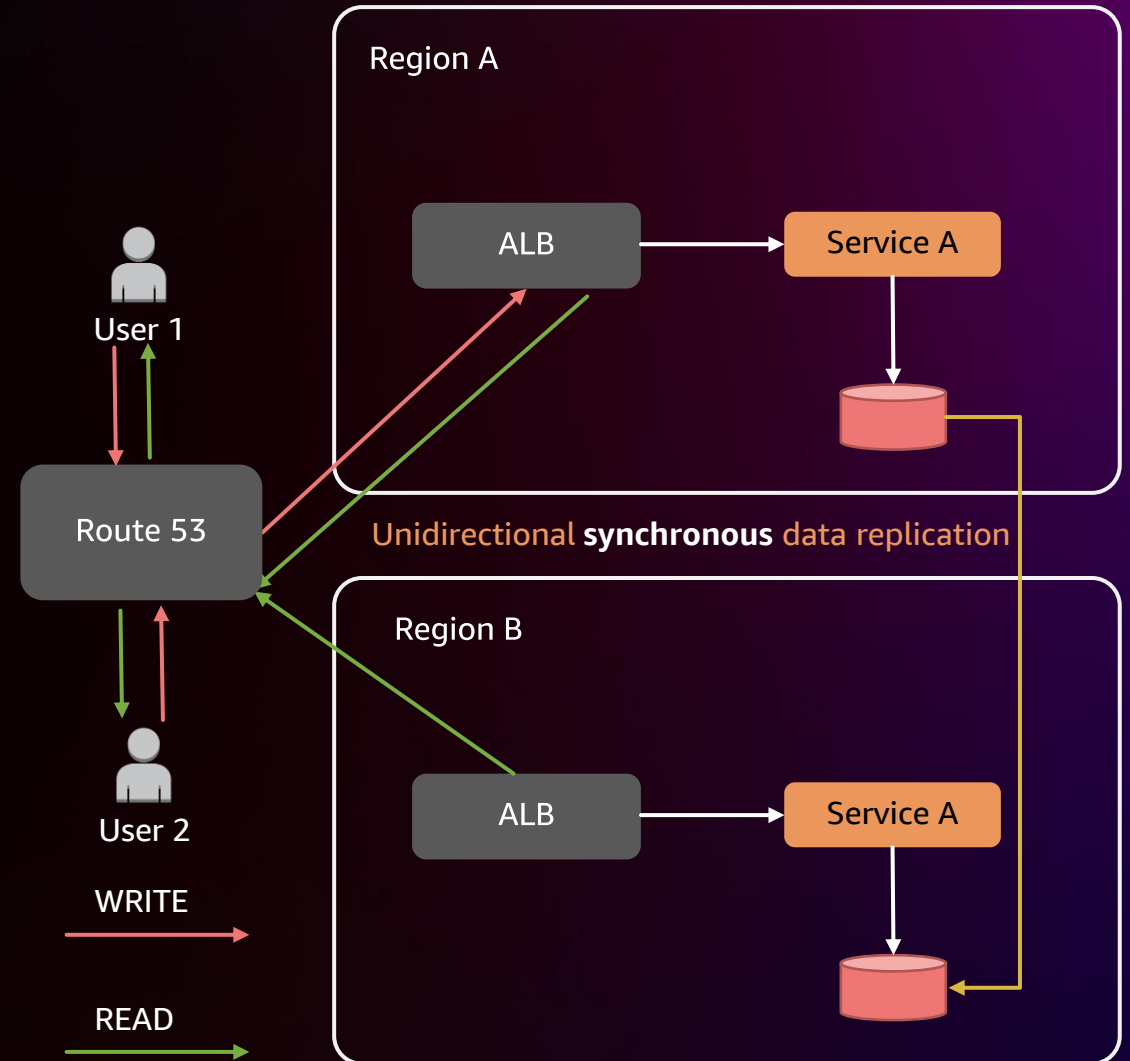 Region A
ALB
Service A
User 1
Route 53
Unidirectional synchronous data replication
Region B
ALB
Service A
User 2
WRITE
READ